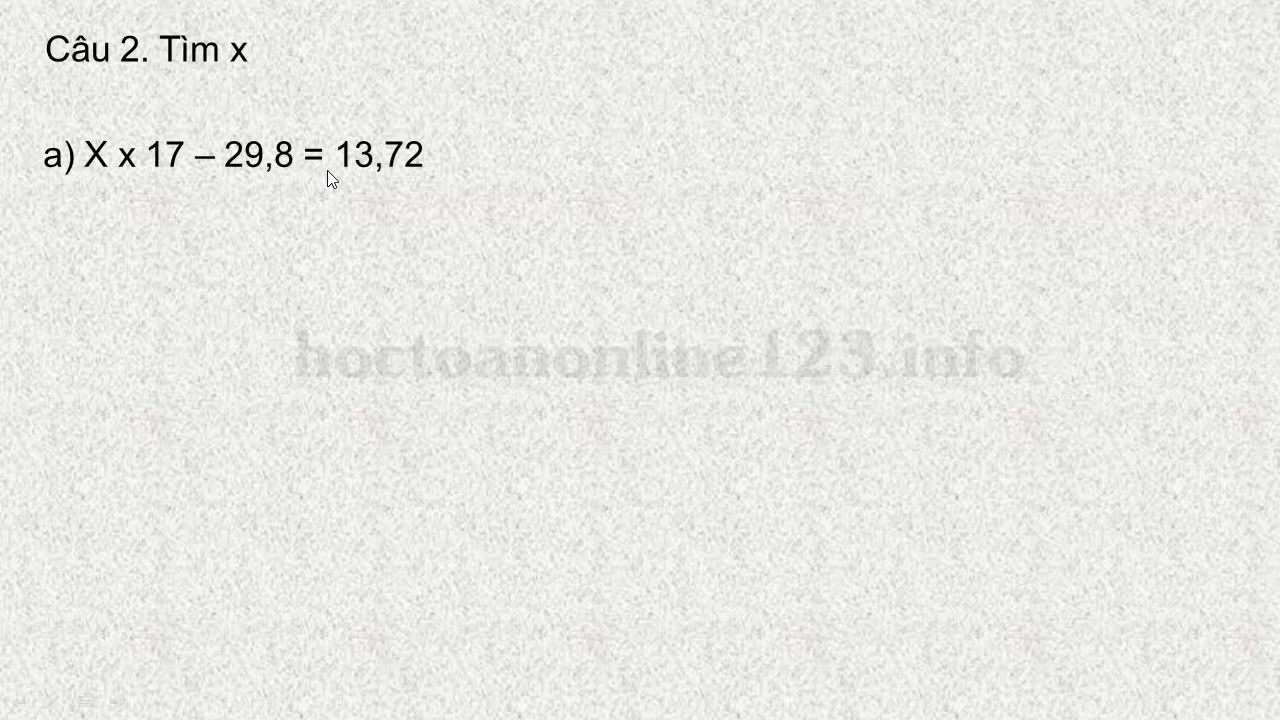 Câu 2. Tìm x
a) X x 17 – 29,8 = 13,72
hoctoanonline123.info